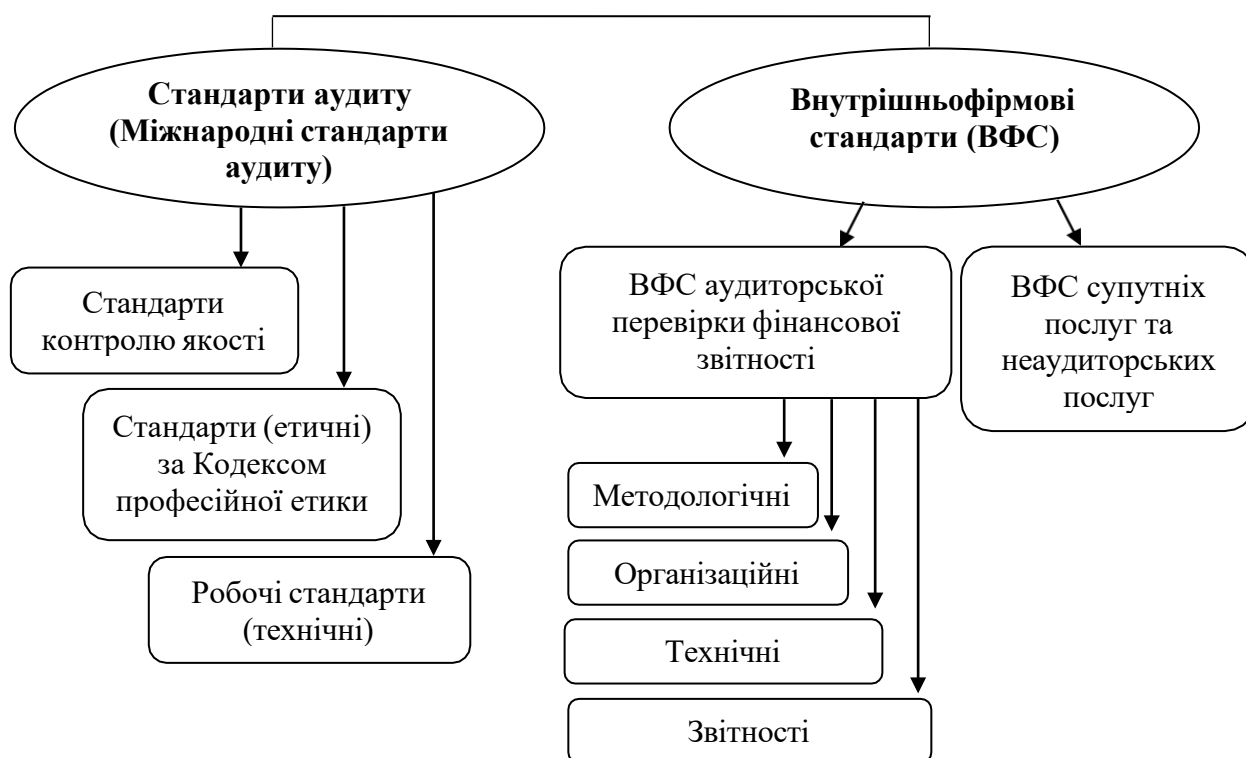 Стандарти аудиту
(Міжнародні стандарти
аудиту)
Внутрішньофірмові
стандарти (ВФС)
Стандарти
контролю якості
Стандарти (етичні)
за Кодексом
професійної етики
Робочі стандарти
(технічні)
ВФС аудиторської
перевірки фінансової
звітності
ВФС супутніх
послуг та
неаудиторських
послуг
Методологічні
Організаційні
Технічні
Звітності